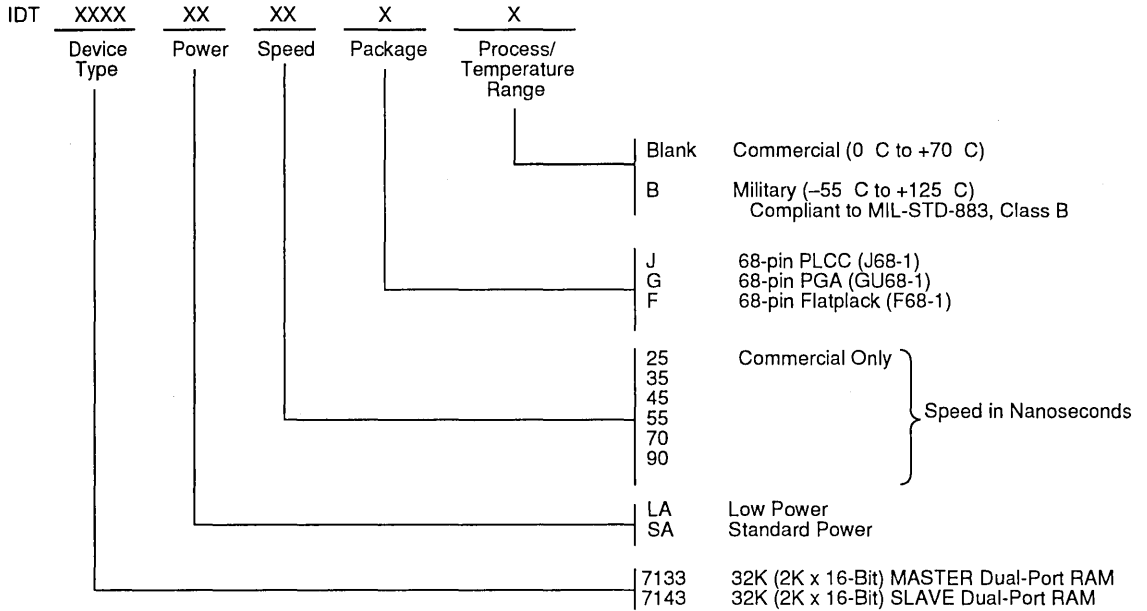 IDT XXXX XX XX X X
Device Type Power Speed Package Process/ Temperature Range
Blank Commercial (0 C to +70 C)
B Military (–55 C to +125 C)
Compliant to MIL-STD-883, Class B
J 68-pin PLCC (J68-1)
G 68-pin PGA (GU68-1)
F 68-pin Flatplack (F68-1)
25 Commercial Only
35
45
55
70
90
Speed in Nanoseconds
LA Low Power
SA Standard Power
7133 32K (2K x 16-Bit) MASTER Dual-Port RAM
7143 32K (2K x 16-Bit) SLAVE Dual-Port RAM